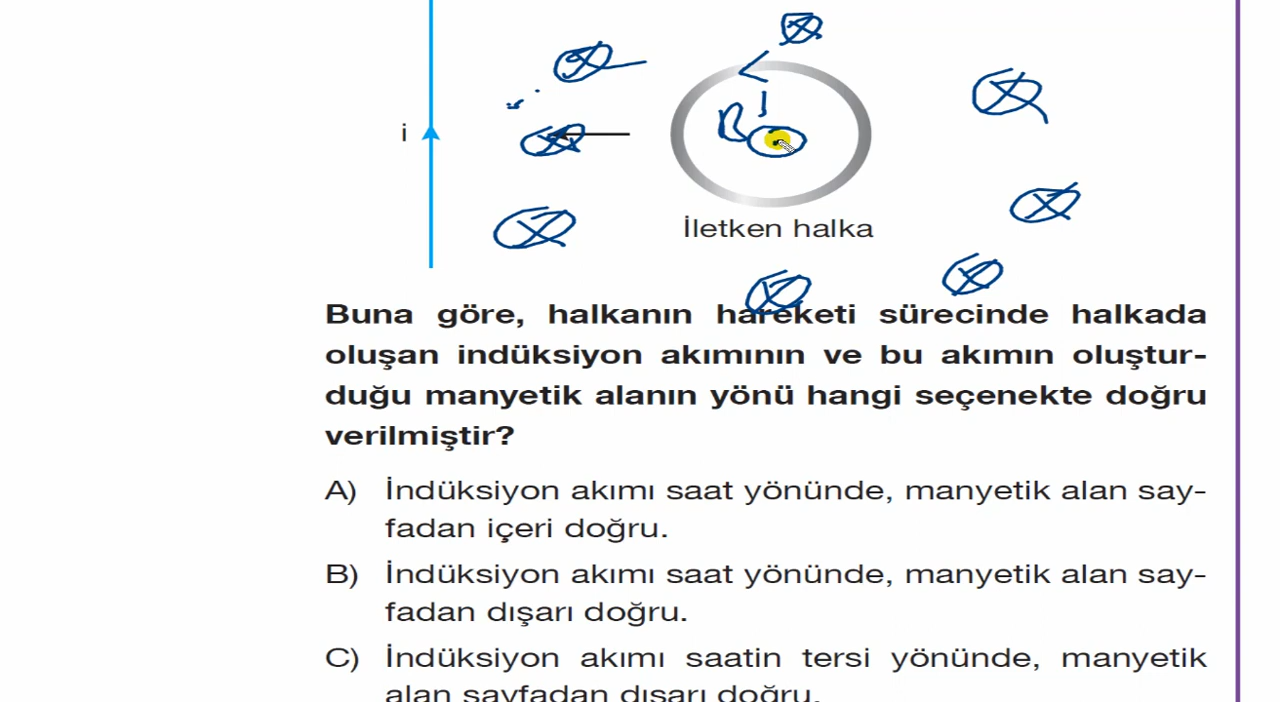 i
İletken halka
Buna göre, halkanın hareketi sürecinde halkada
oluşan indüksiyon akımının ve bu akımın oluştur-
duğu manyetik alanın yönü hangi seçenekte doğru
verilmiştir?
A) İndüksiyon akımı saat yönünde, manyetik alan say-
fadan içeri doğru.
B) İndüksiyon akımı saat yönünde, manyetik alan say-
fadan dışarı doğru.
C) İndüksiyon akımı saatin tersi yönünde, manyetik
alan sayfadan dışarı doğru.